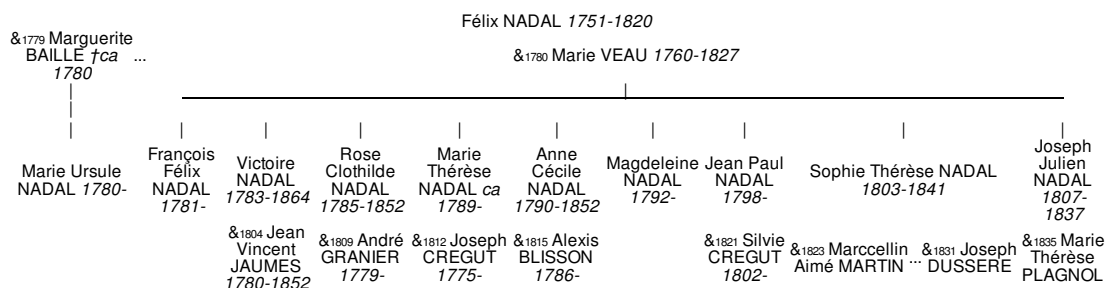 Félix NADAL 1751-1820
&1779 Marguerite
BAILLE †ca ...
1780
&1780 Marie VEAU 1760-1827
Marie Ursule
NADAL 1780-
François
Félix
NADAL
1781-
Victoire
NADAL
1783-1864
Rose
Clothilde
NADAL
1785-1852
Marie
Thérèse
NADAL ca
1789-
Anne
Cécile
NADAL
1790-1852
Magdeleine
NADAL
1792-
Jean Paul
NADAL
1798-
Sophie Thérèse NADAL
1803-1841
Joseph
Julien
NADAL
1807-
1837
&1804 Jean
Vincent
JAUMES
1780-1852
&1809 André
GRANIER
1779-
&1812 Joseph
CREGUT
1775-
&1815 Alexis
BLISSON
1786-
&1821 Silvie
CREGUT
1802-
&1823 Marccellin
Aimé MARTIN ...
&1831 Joseph
DUSSERE
&1835 Marie
Thérèse
PLAGNOL